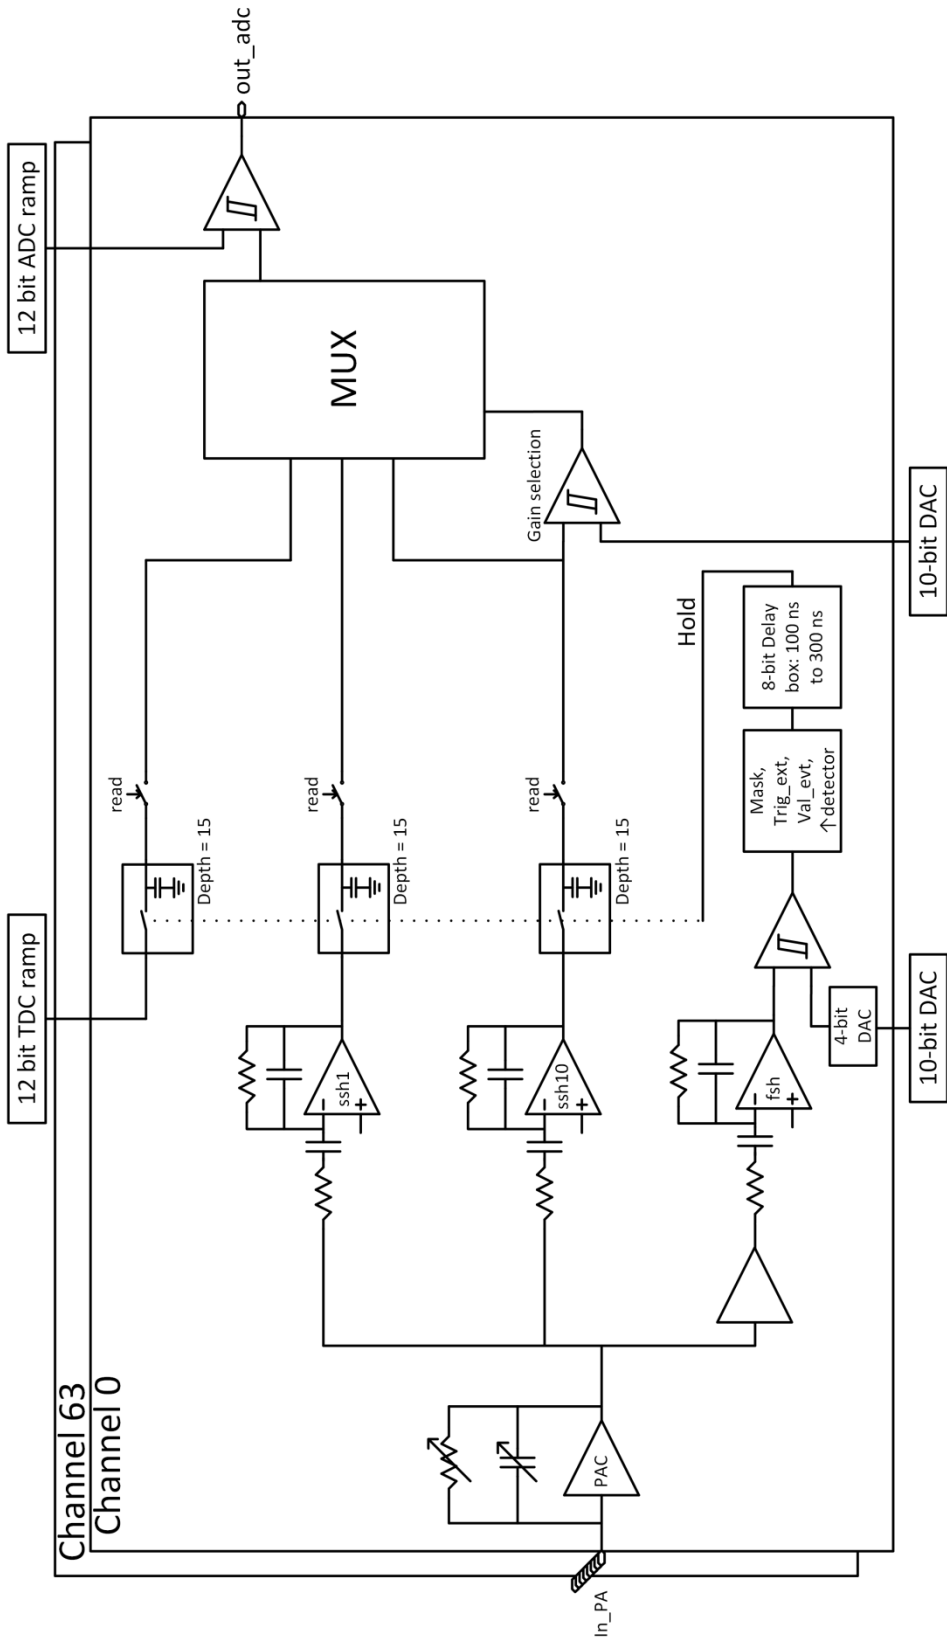 Channel 63
Channel 0
12 bit TDC ramp
12 bit ADC ramp
out_adc
In_PA
PAC
ssh1
−
+
Depth = 15
read
Depth = 15
read
ssh10
−
+
Depth = 15
read
MUX
Gain selection
Hold
fsh
−
+
4-bit
DAC
Mask,
Trig_ext,
Val_evt,
↑detector
8-bit Delay
box: 100 ns
to 300 ns
10-bit DAC
10-bit DAC